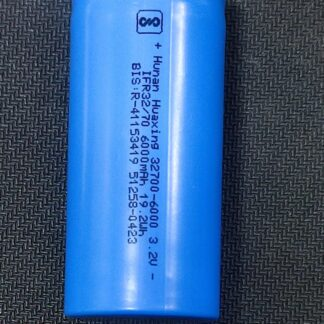 + Hunan Huaxing 32700-6000 3.2V -
IFR32/70 6000mAh 19.2Wh
BIS:R-41153419 51258-0423